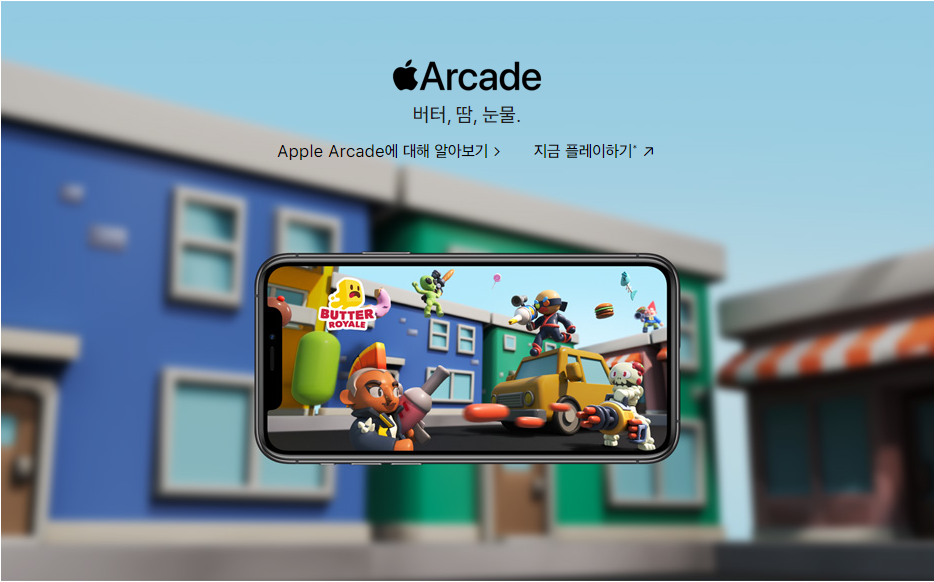 Arcade
버터, 땀, 눈물.
Apple Arcade에 대해 알아보기 > 지금 플레이하기* ↗
BUTTER
ROYALE